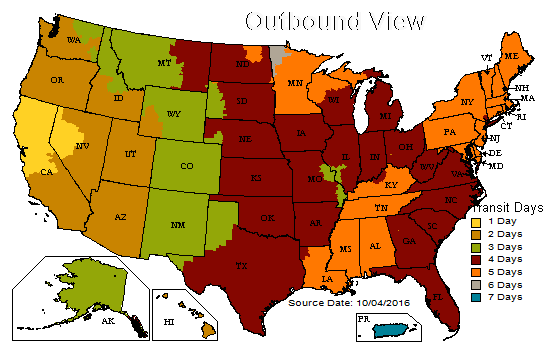 Outbound View
WA
MT
ND
MN
VT
ME
OR
ID
WY
SD
WI
MI
NY
NH
MA
RI
CT
NV
UT
CO
NE
IA
IL
IN
OH
PA
NJ
DE
MD
CA
KS
MO
KY
WV
VA
AZ
NM
OK
AR
TN
NC
SC
TX
LA
MS
AL
GA
FL
AK
HI
PR
Transit Days
1 Day
2 Days
3 Days
4 Days
5 Days
6 Days
7 Days
Source Date: 10/04/2016